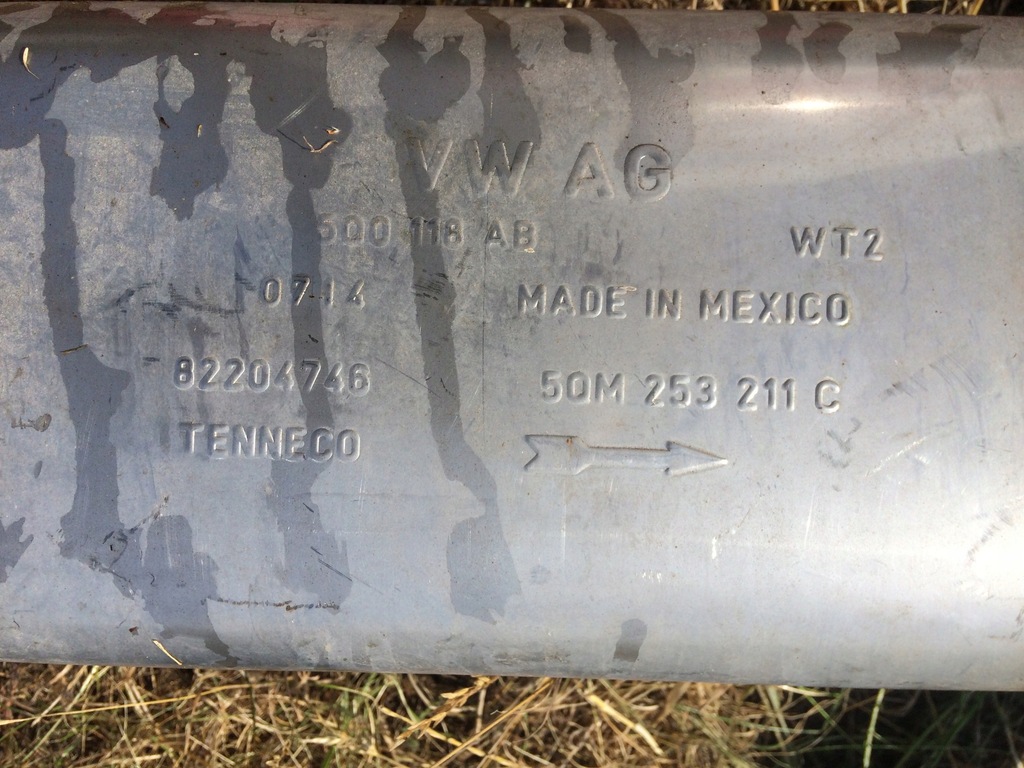 VW AG
5Q0 118 AB
WT2
07 14
MADE IN MEXICO
82204746
5QM 253 211 C
TENNECO